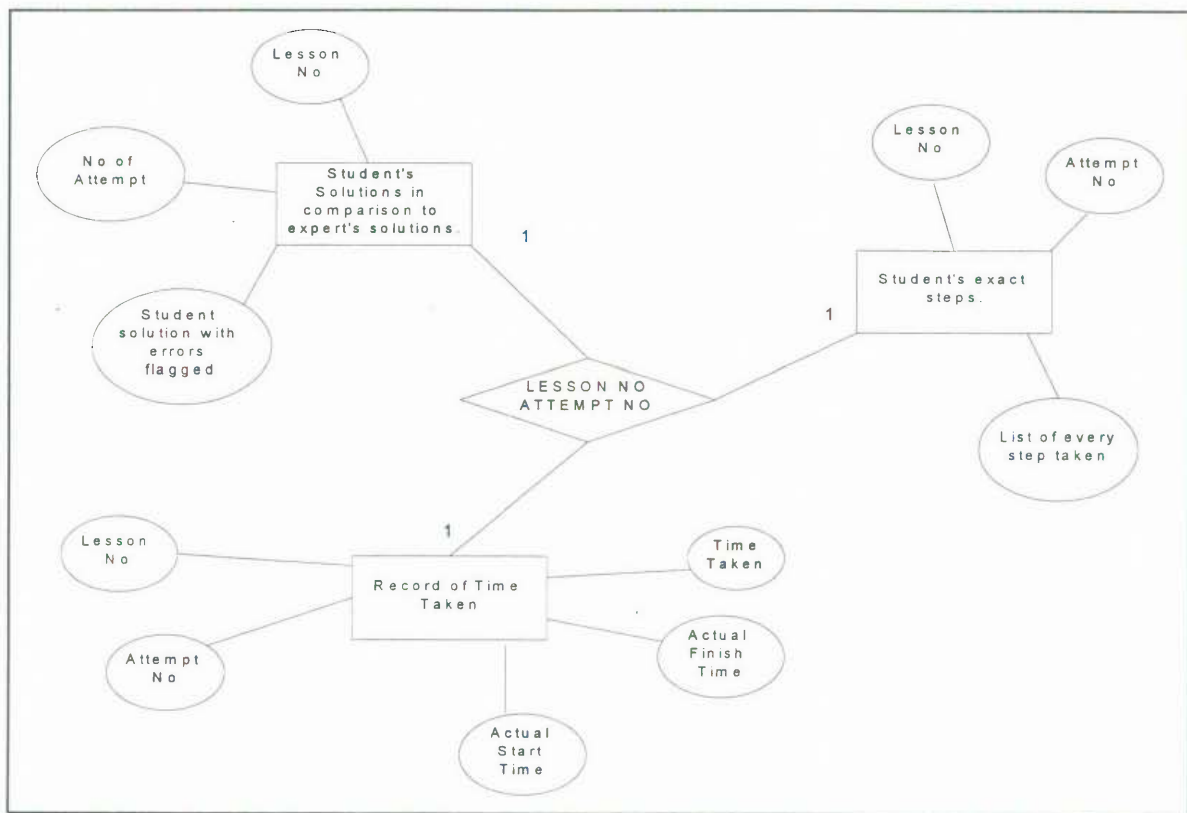 Lesson
No
No of
Attempt
Student's
Solutions in
comparison to
expert's solutions.
1
Student
solution with
errors
flagged
Lesson
No
Attempt
No
Student's exact
steps.
1
List of every
step taken
LESSON NO
ATTEMPT NO
1
Lesson
No
Attempt
No
Record of Time
Taken
Time
Taken
Actual
Finish
Time
Actual
Start
Time